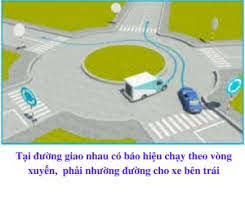 Tại đường giao nhau có báo hiệu chạy theo vòng
xuyến,  phải nhường đường cho xe bên trái